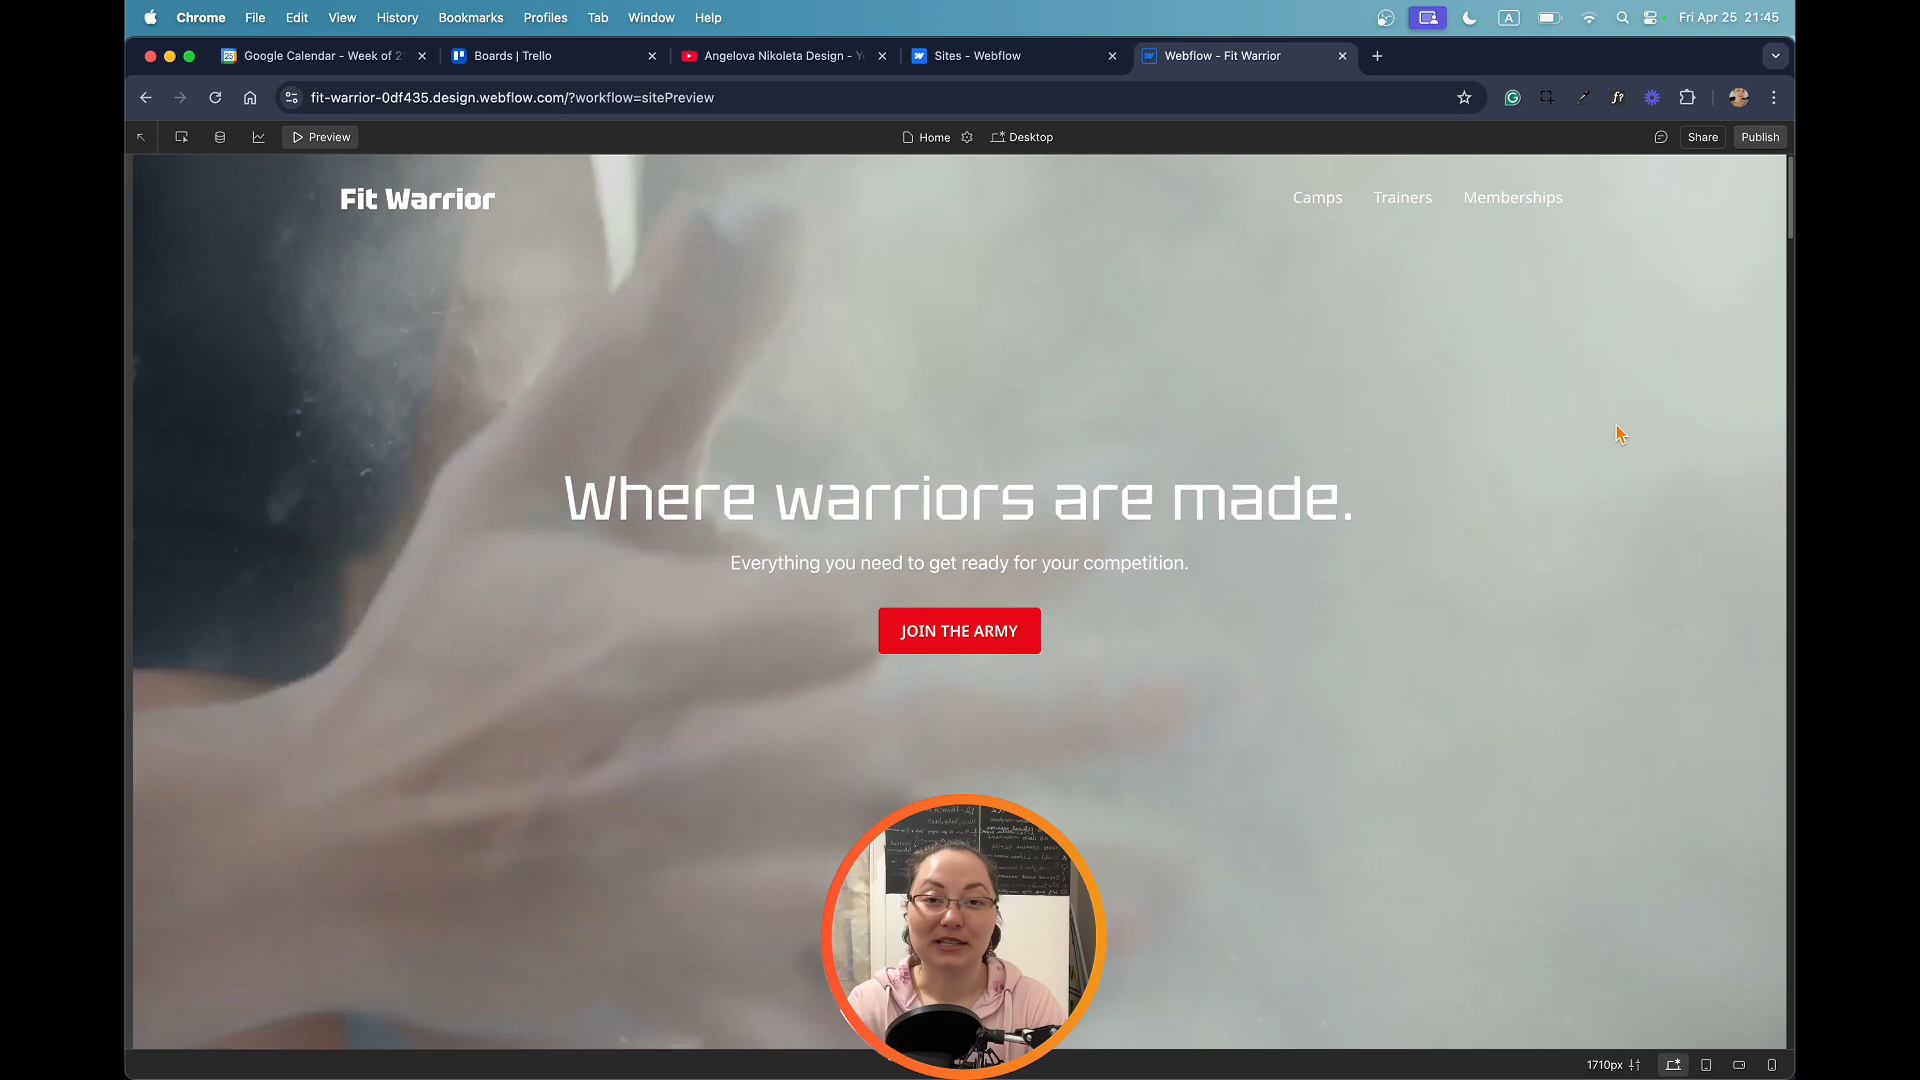 Chrome File Edit View History Bookmarks Profiles Tab Window Help
A Fri Apr 25 21:45
25 Google Calendar - Week of 2
Boards | Trello
Angelova Nikoleta Design - Y
Sites - Webflow
Webflow - Fit Warrior
fit-warrior-0df435.design.webflow.com/?workflow=sitePreview
f?
Preview
Home
Desktop
Share
Publish
Fit Warrior
Camps Trainers Memberships
Where warriors are made.
Everything you need to get ready for your competition.
JOIN THE ARMY
1710px